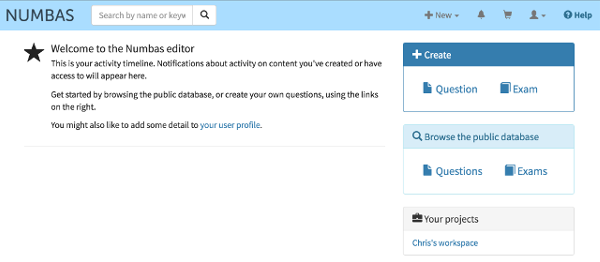 NUMBAS
Search by name or keyw
New
Help
Welcome to the Numbas editor
This is your activity timeline. Notifications about activity on content you've created or have
access to will appear here.
Get started by browsing the public database, or create your own questions, using the links
on the right.
You might also like to add some detail to your user profile.
Create
Question
Exam
Browse the public database
Questions
Exams
Your projects
Chris's workspace